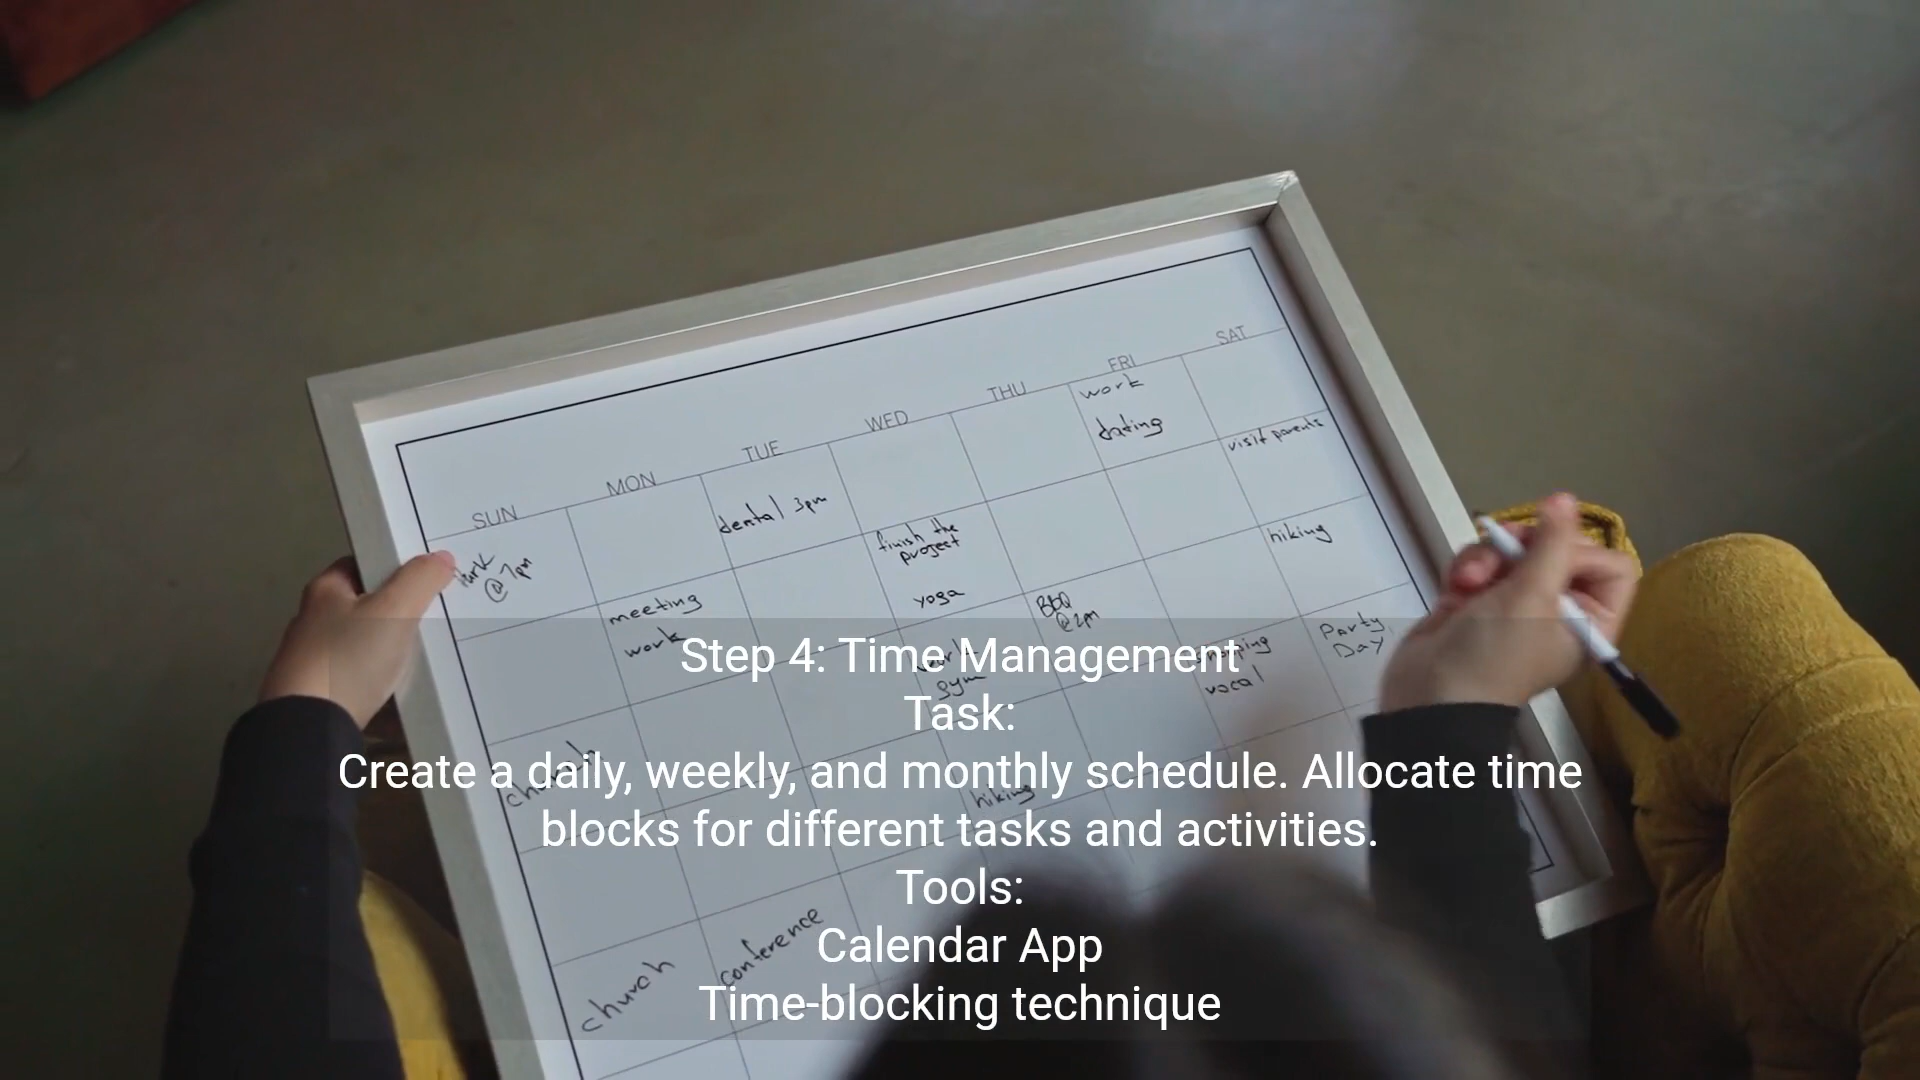 SUN MON TUE WED THU FRI SAT
@7pm
dental 3pm
work
dating
meeting
work
finish the
project
yoga
visit parents
BBQ
@2pm
hiking
gym
vocal
Party
Day
church
hiking
church
conference
Step 4: Time Management
Task:
Create a daily, weekly, and monthly schedule. Allocate time
blocks for different tasks and activities.
Tools:
Calendar App
Time-blocking technique